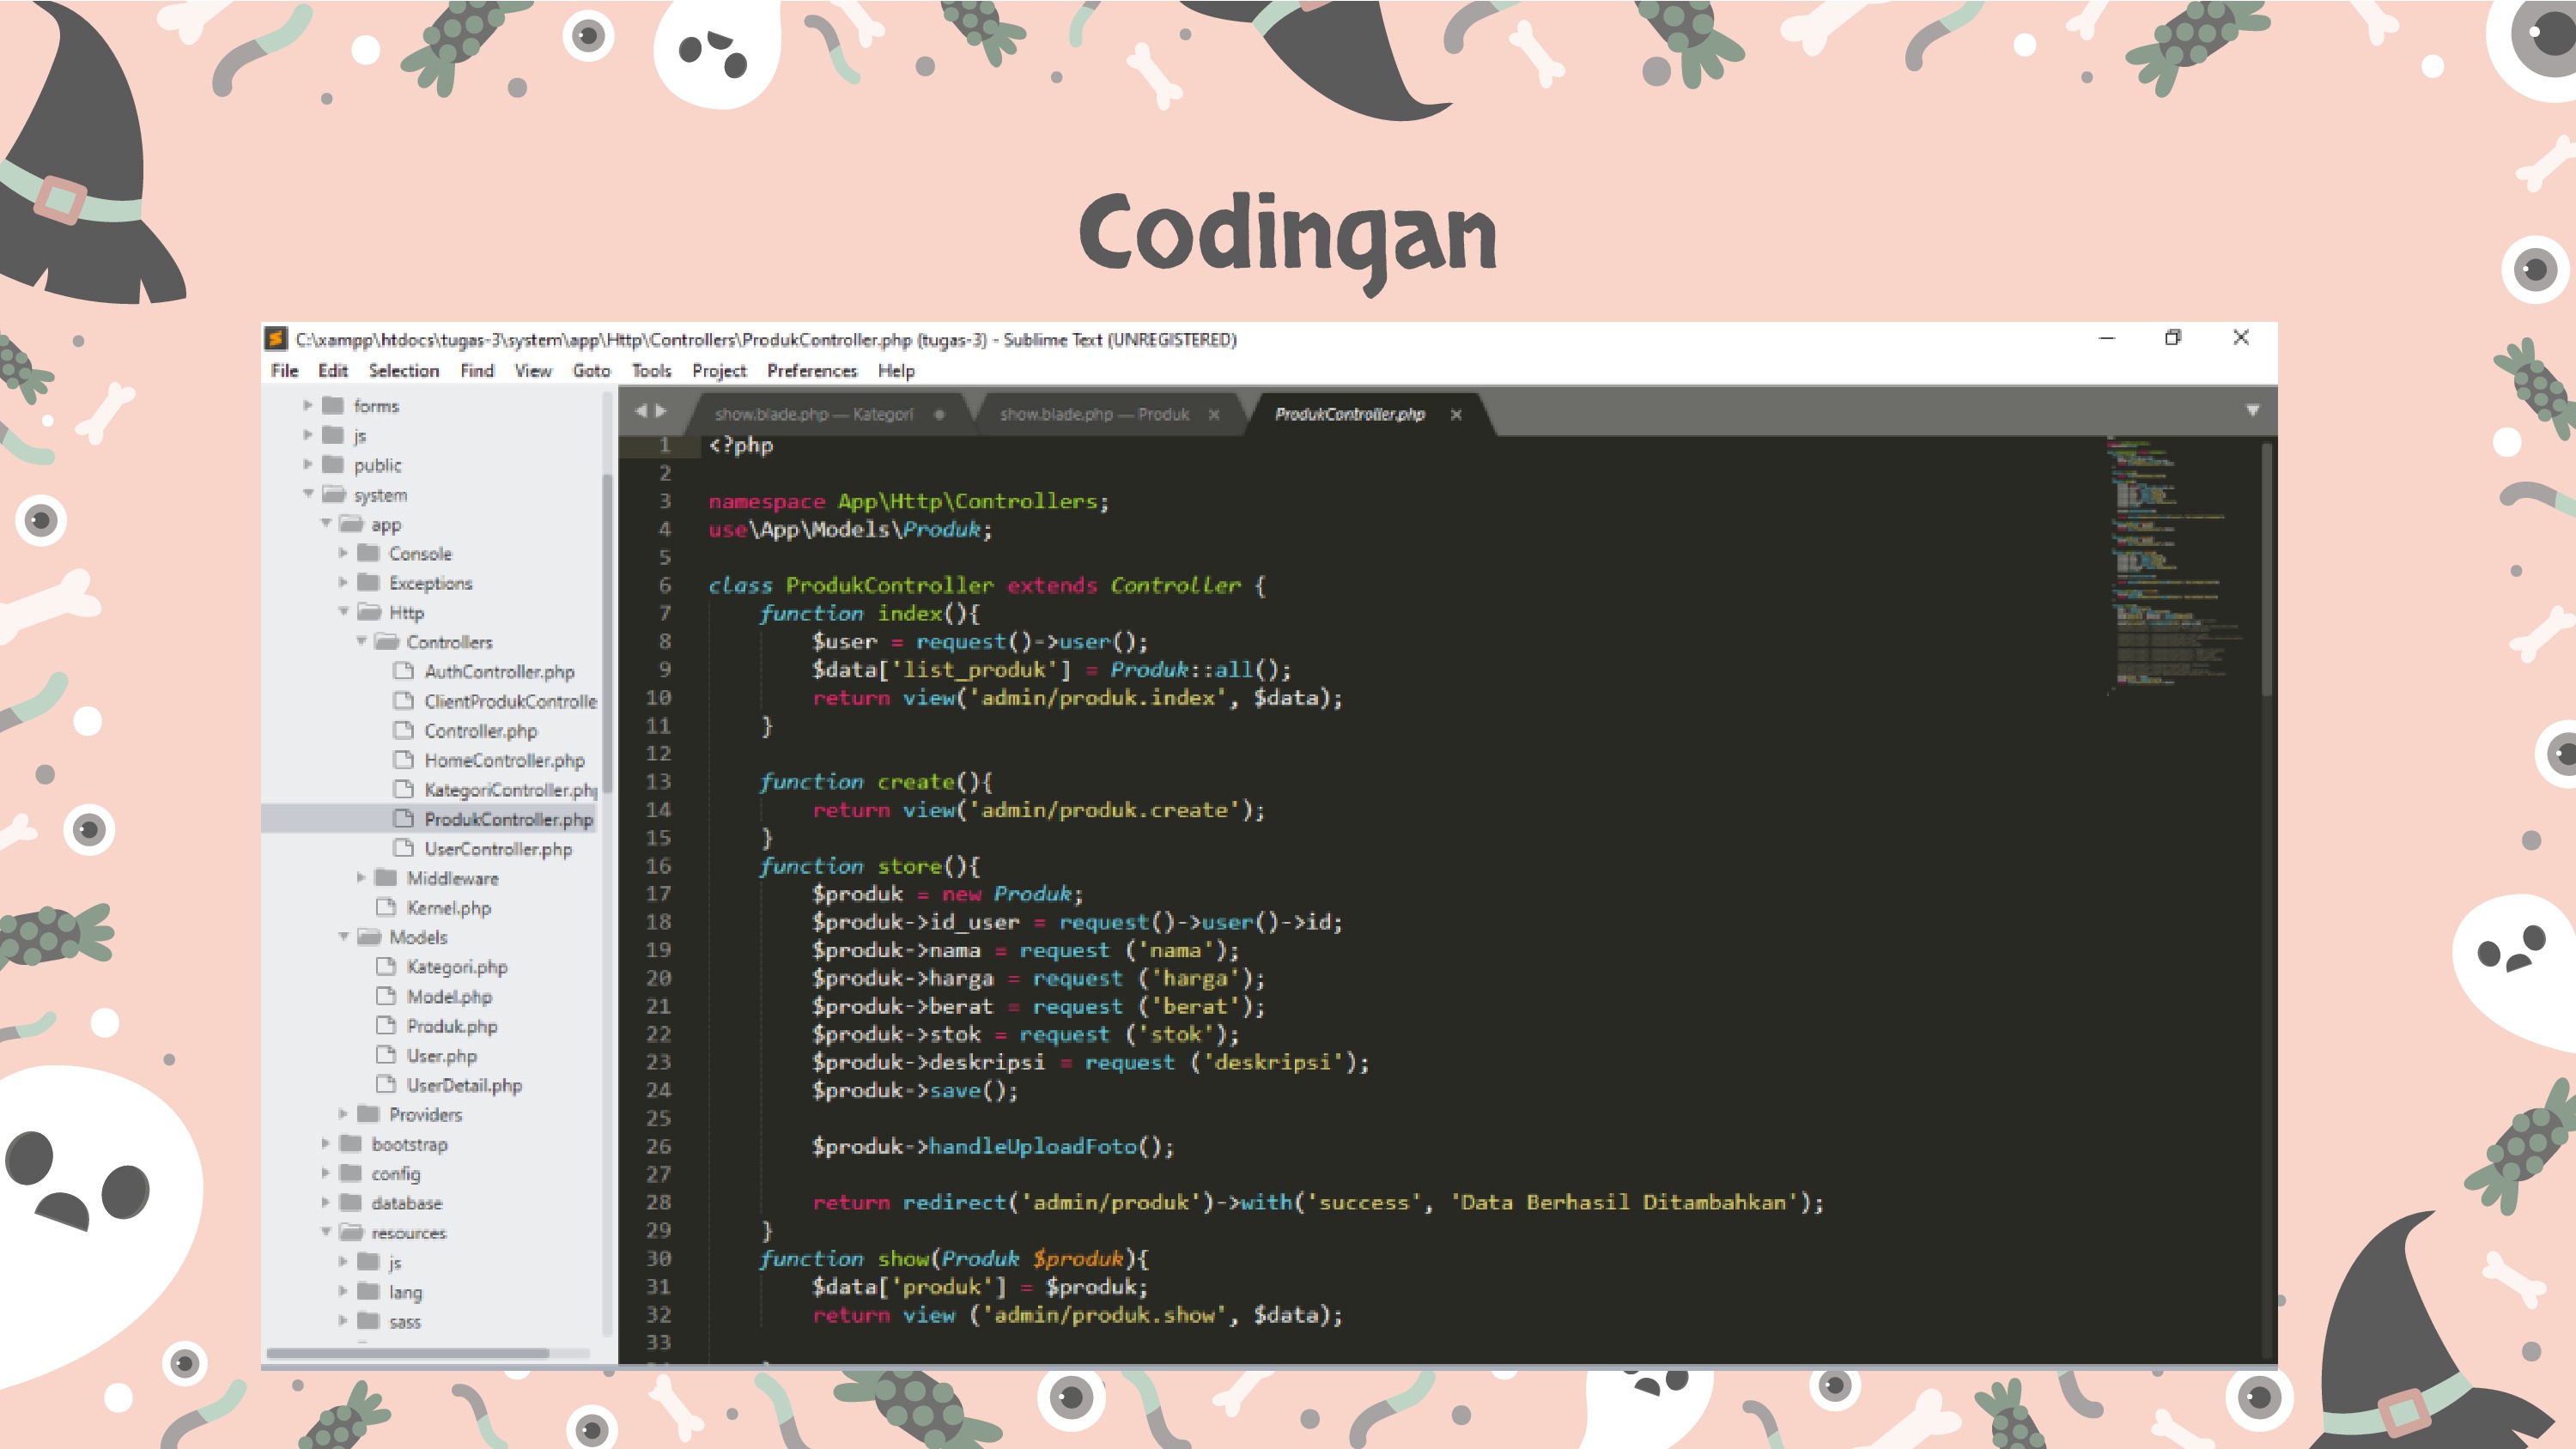 Codingan
C:\xampp\htdocs\tugas-3\system\app\Http\Controllers\ProdukController.php (tugas-3) - Sublime Text (UNREGISTERED)
File Edit Selection Find View Goto Tools Project Preferences Help
forms
js
public
system
app
Console
Exceptions
Http
Controllers
AuthController.php
ClientProdukControlle
Controller.php
HomeController.php
KategoriController.php
ProdukController.php
UserController.php
Middleware
Kernel.php
Models
Kategori.php
Model.php
Produk.php
User.php
UserDetail.php
Providers
bootstrap
config
database
resources
js
lang
sass
show.blade.php — Kategori show.blade.php — Produk ProdukController.php
1 <?php
2
3 namespace App\Http\Controllers;
4 use\App\Models\Produk;
5
6 class ProdukController extends Controller {
7 function index(){
8 $user = request()->user();
9 $data['list_produk'] = Produk::all();
10 return view('admin/produk.index', $data);
11 }
12
13 function create(){
14 return view('admin/produk.create');
15 }
16 function store(){
17 $produk = new Produk;
18 $produk->id_user = request()->user()->id;
19 $produk->nama = request ('nama');
20 $produk->harga = request ('harga');
21 $produk->berat = request ('berat');
22 $produk->stok = request ('stok');
23 $produk->deskripsi = request ('deskripsi');
24 $produk->save();
25
26 $produk->handleUploadFoto();
27
28 return redirect('admin/produk')->with('success', 'Data Berhasil Ditambahkan');
29 }
30 function show(Produk $produk){
31 $data['produk'] = $produk;
32 return view ('admin/produk.show', $data);
33